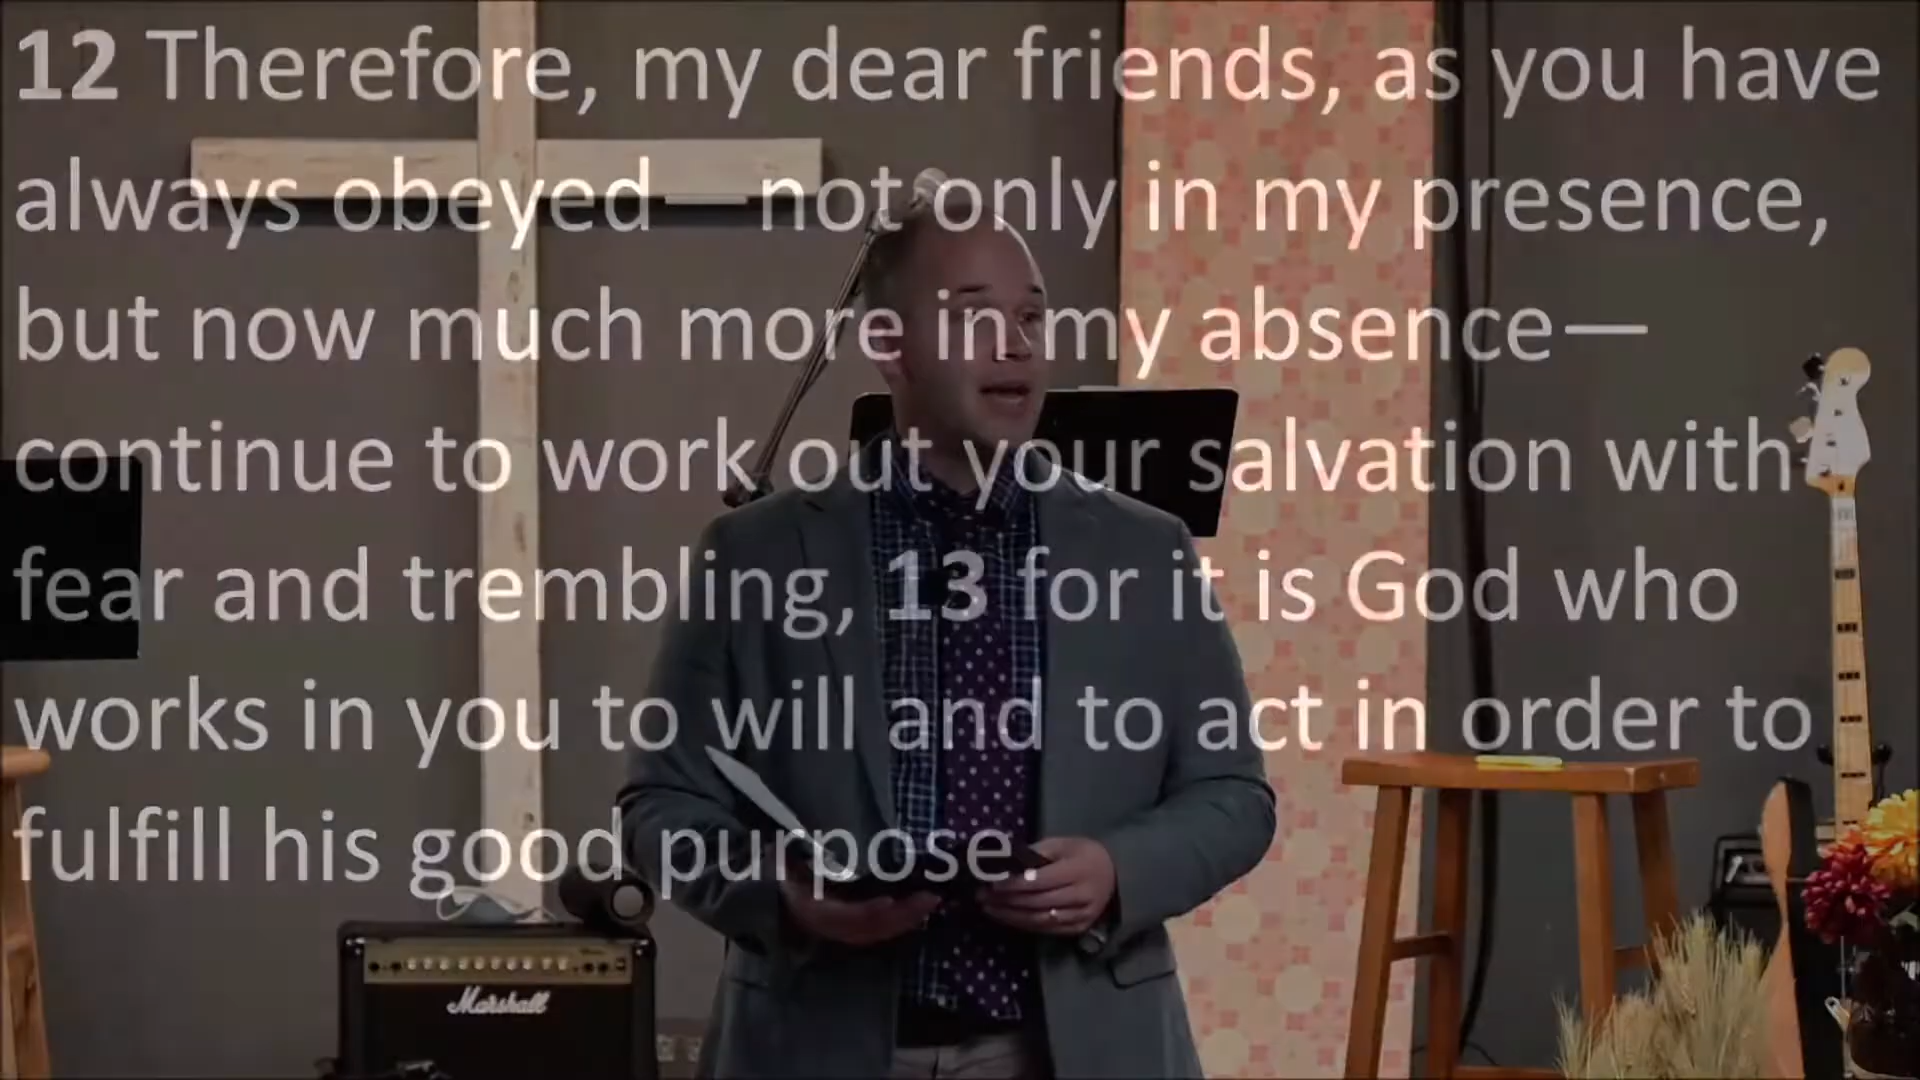 12 Therefore, my dear friends, as you have
always obeyed—not only in my presence,
but now much more in my absence—
continue to work out your salvation with
fear and trembling, 13 for it is God who
works in you to will and to act in order to
fulfill his good purpose.
Marshall